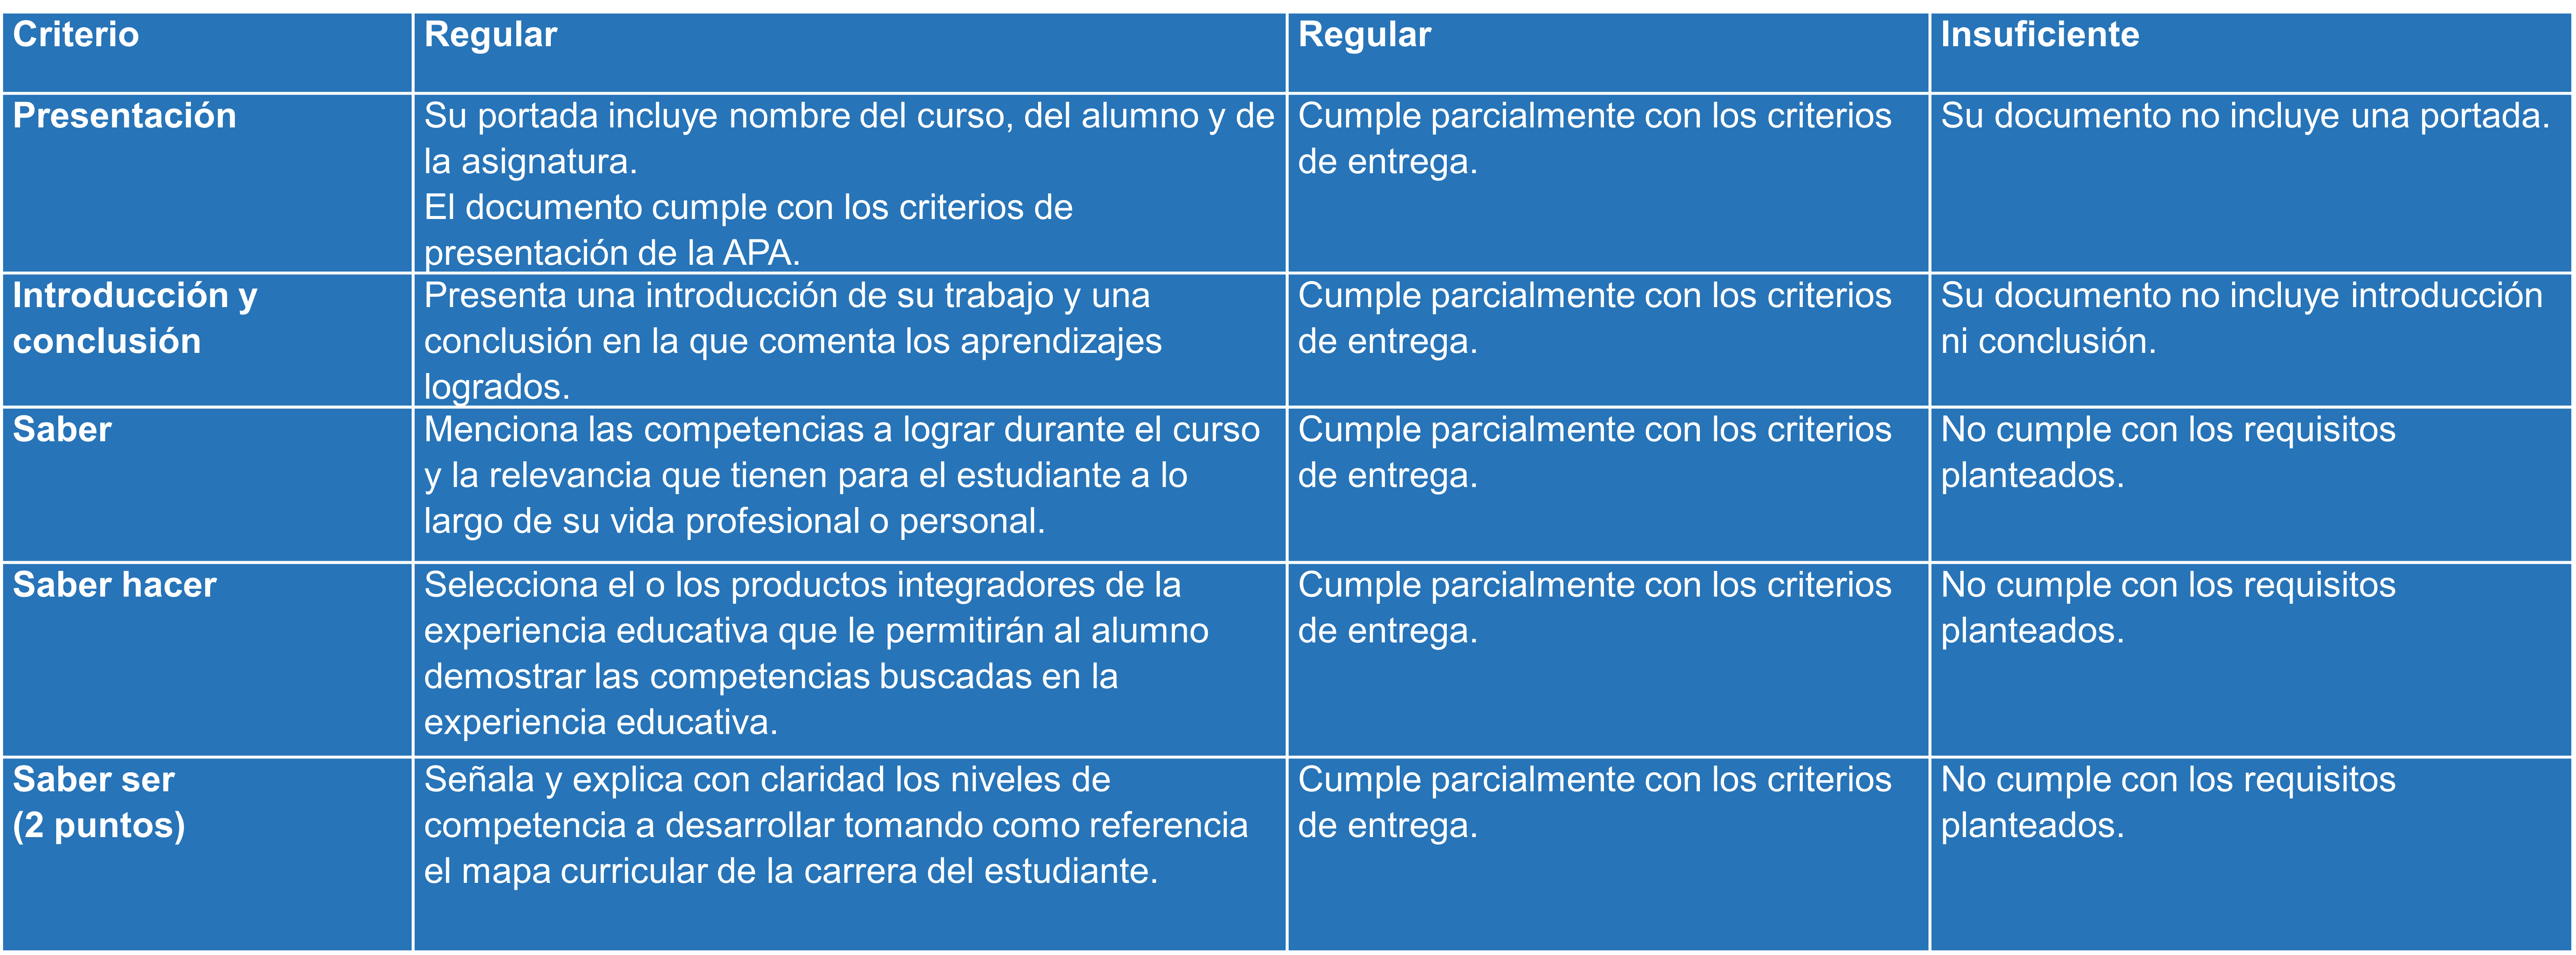 Criterio
Regular
Regular
Insuficiente
Presentación
Su portada incluye nombre del curso, del alumno y de
la asignatura.
El documento cumple con los criterios de
presentación de la APA.
Cumple parcialmente con los criterios
de entrega.
Su documento no incluye una portada.
Introducción y
conclusión
Presenta una introducción de su trabajo y una
conclusión en la que comenta los aprendizajes
logrados.
Cumple parcialmente con los criterios
de entrega.
Su documento no incluye introducción
ni conclusión.
Saber
Menciona las competencias a lograr durante el curso
y la relevancia que tienen para el estudiante a lo
largo de su vida profesional o personal.
Cumple parcialmente con los criterios
de entrega.
No cumple con los requisitos
planteados.
Saber hacer
Selecciona el o los productos integradores de la
experiencia educativa que le permitirán al alumno
demostrar las competencias buscadas en la
experiencia educativa.
Cumple parcialmente con los criterios
de entrega.
No cumple con los requisitos
planteados.
Saber ser
(2 puntos)
Señala y explica con claridad los niveles de
competencia a desarrollar tomando como referencia
el mapa curricular de la carrera del estudiante.
Cumple parcialmente con los criterios
de entrega.
No cumple con los requisitos
planteados.